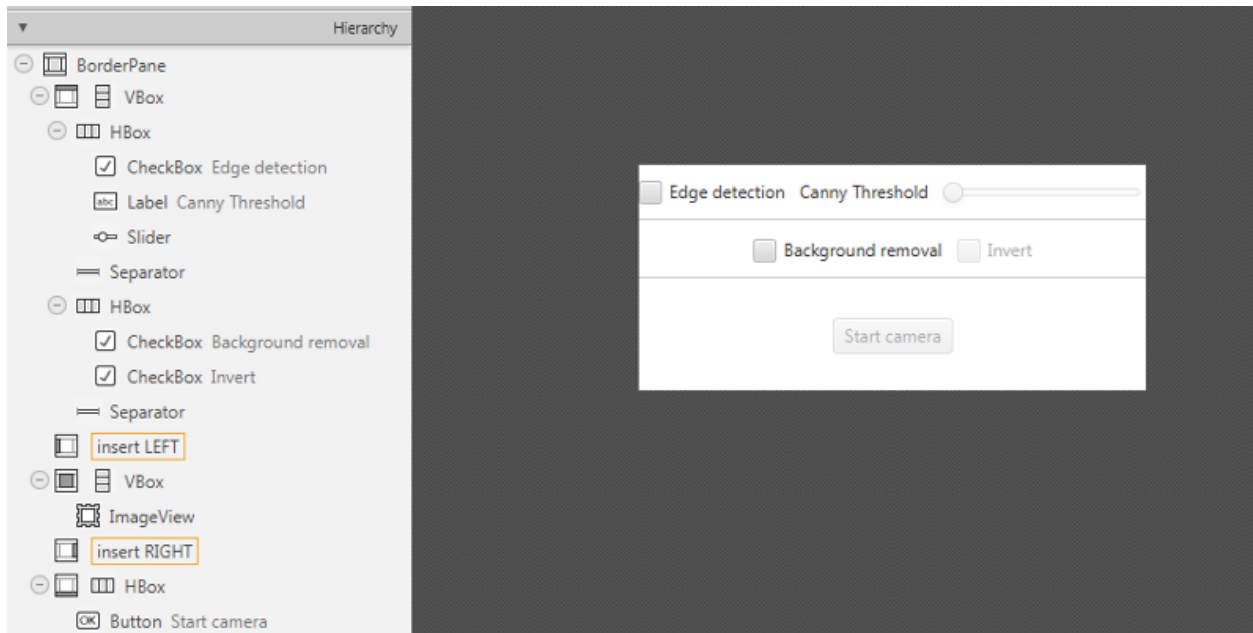 Hierarchy
BorderPane
VBox
HBox
CheckBox Edge detection
abc Label Canny Threshold
Slider
Separator
HBox
CheckBox Background removal
CheckBox Invert
Separator
insert LEFT
VBox
ImageView
insert RIGHT
HBox
OK Button Start camera
Edge detection Canny Threshold
Background removal Invert
Start camera